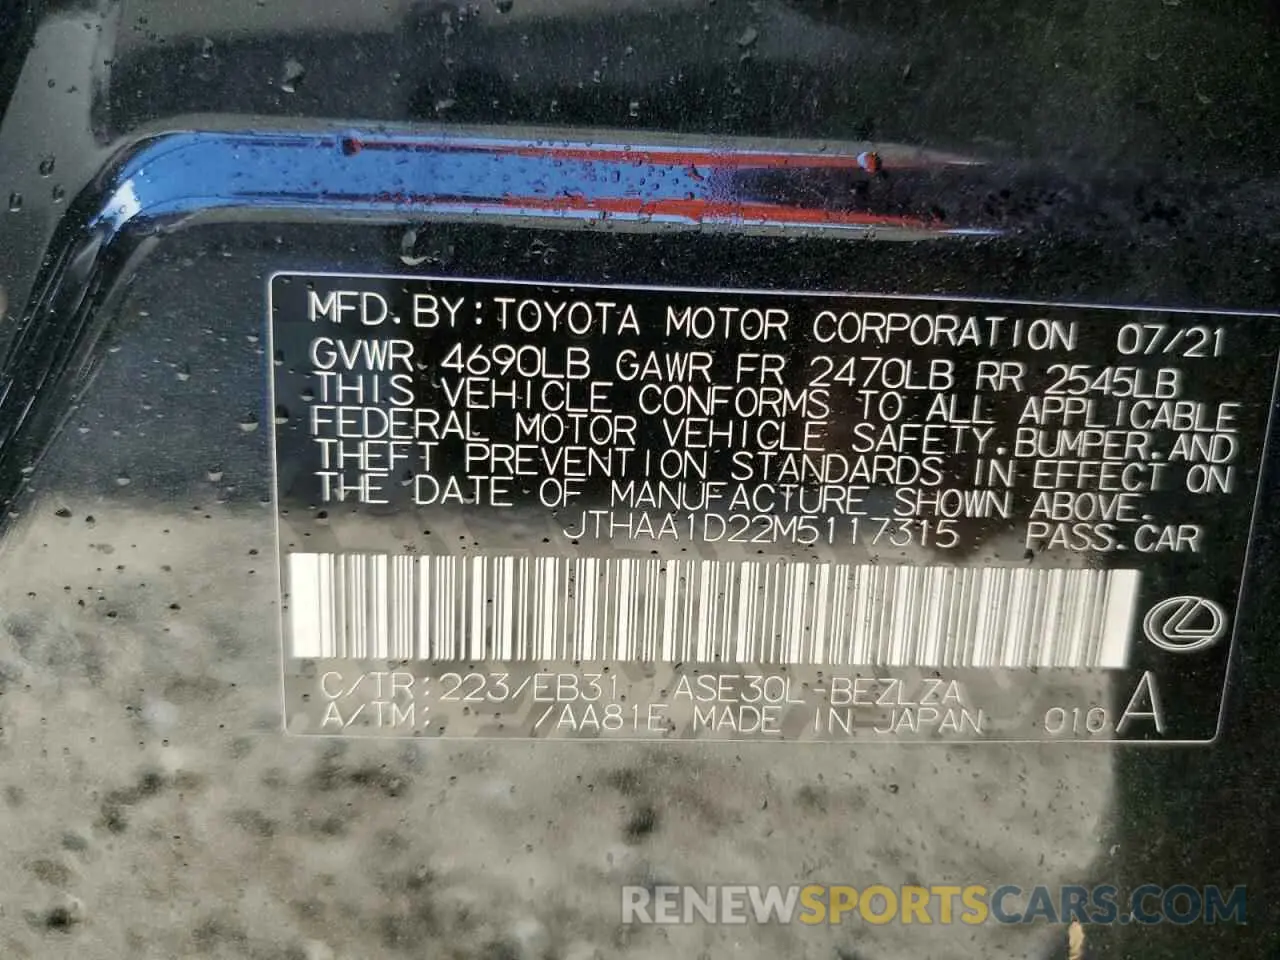 MFD. BY: TOYOTA MOTOR CORPORATION 07/21
GVWR 4690LB GAWR FR 2470LB RR 2545LB
THIS VEHICLE CONFORMS TO ALL APPLICABLE
FEDERAL MOTOR VEHICLE SAFETY, BUMPER, AND
THEFT PREVENTION STANDARDS IN EFFECT ON
THE DATE OF MANUFACTURE SHOWN ABOVE.
JTHAA1D22M5117315 PASS. CAR
C/TR: 223/EB31 ASE30L-BEZLZA
A/TM: /AA81E MADE IN JAPAN 010 A
RENEWSPORTSCARS.COM